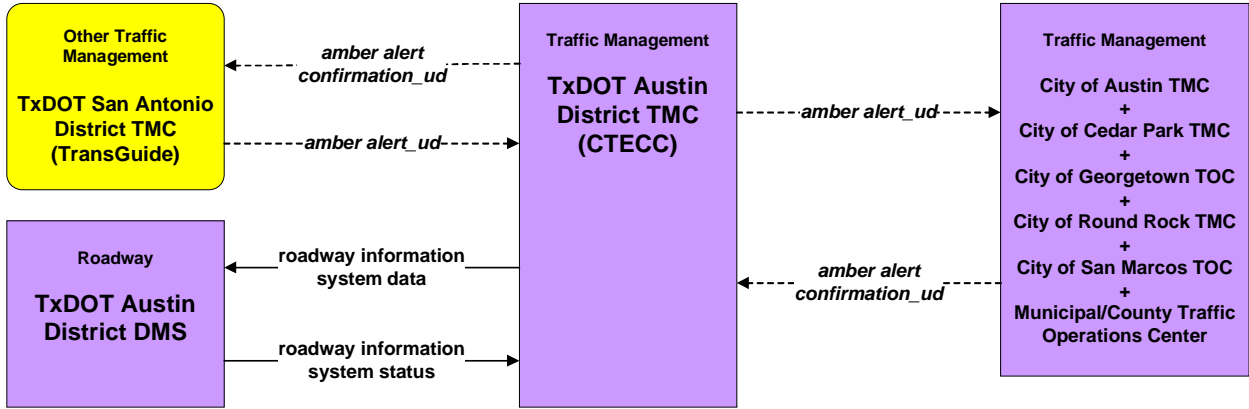 Other Traffic
Management
TxDOT San Antonio
District TMC
(TransGuide)
amber alert
confirmation_ud
amber alert_ud
Traffic Management
TxDOT Austin
District TMC
(CTECC)
amber alert_ud
amber alert
confirmation_ud
Traffic Management
City of Austin TMC
+
City of Cedar Park TMC
+
City of Georgetown TOC
+
City of Round Rock TMC
+
City of San Marcos TOC
+
Municipal/County Traffic
Operations Center
Roadway
TxDOT Austin
District DMS
roadway information
system data
roadway information
system status